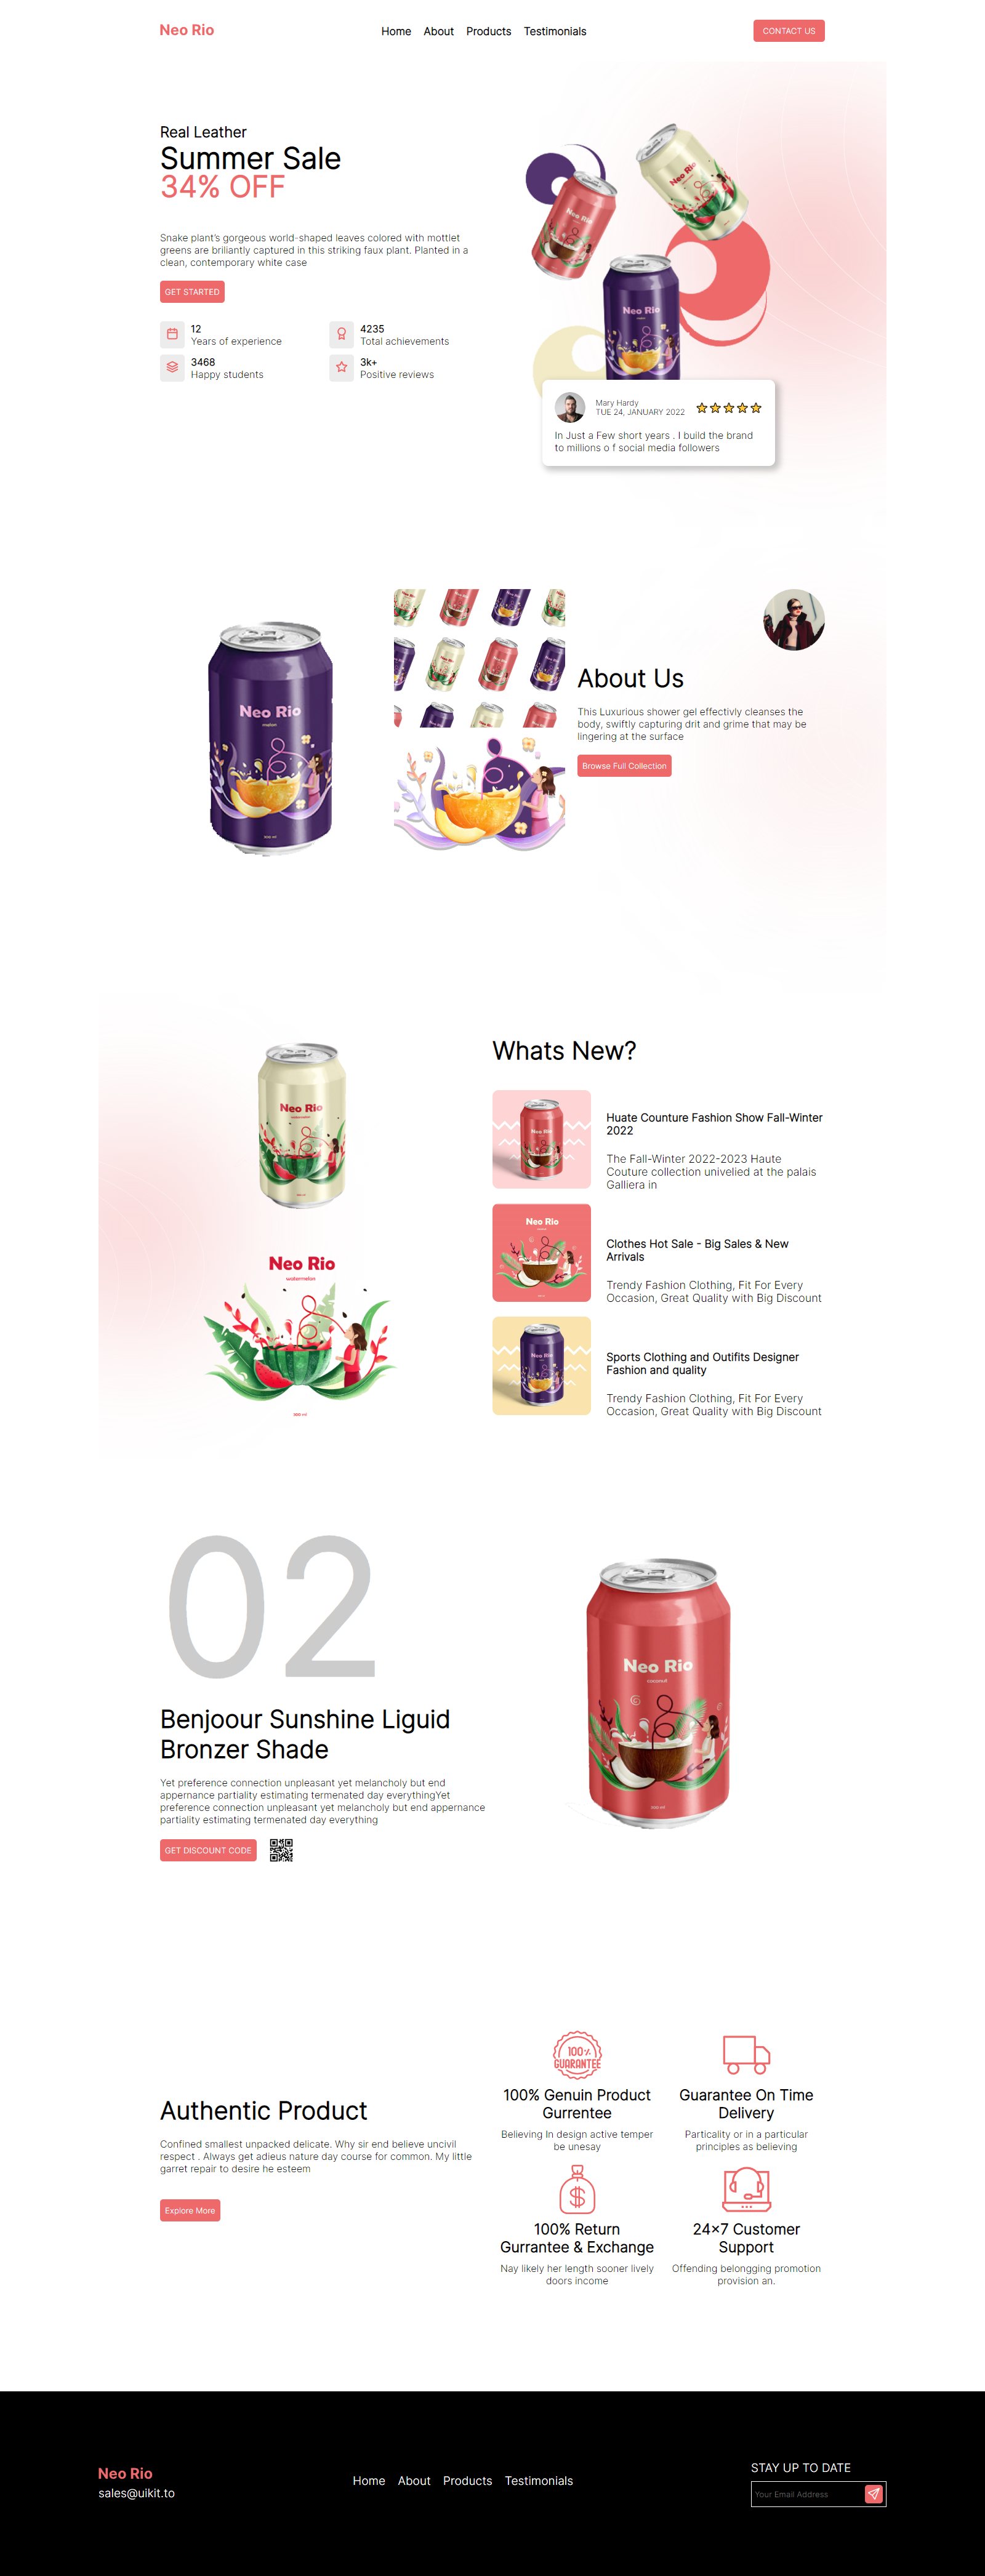 Neo Rio
Home About Products Testimonials
CONTACT US
Real Leather
Summer Sale
34% OFF
Snake plant's gorgeous world-shaped leaves colored with mottlet
greens are briliantly captured in this striking faux plant. Planted in a
clean, contemporary white case
GET STARTED
12
Years of experience
4235
Total achievements
3468
Happy students
3k+
Positive reviews
Neo Rio
Neo Rio
Neo Rio
Mary Hardy
TUE 24, JANUARY 2022
In Just a Few short years . I build the brand
to millions o f social media followers
Neo Rio
About Us
This Luxurious shower gel effectivly cleanses the
body, swiftly capturing drit and grime that may be
lingering at the surface
Browse Full Collection
Neo Rio
Neo Rio
watermelon
500 ml
Whats New?
Neo Rio
Huate Counture Fashion Show Fall-Winter
2022
The Fall-Winter 2022-2023 Haute
Couture collection univelied at the palais
Galliera in
Neo Rio
Clothes Hot Sale - Big Sales & New
Arrivals
Trendy Fashion Clothing, Fit For Every
Occasion, Great Quality with Big Discount
Neo Rio
Sports Clothing and Outifits Designer
Fashion and quality
Trendy Fashion Clothing, Fit For Every
Occasion, Great Quality with Big Discount
02
Benjoour Sunshine Liguid
Bronzer Shade
Yet preference connection unpleasant yet melancholy but end
appernance partiality estimating termenated day everythingYet
preference connection unpleasant yet melancholy but end appernance
partiality estimating termenated day everything
GET DISCOUNT CODE
Neo Rio
coconut
500 ml
Authentic Product
Confined smallest unpacked delicate. Why sir end believe uncivil
respect . Always get adieus nature day course for common. My little
garret repair to desire he esteem
Explore More
100%
GUARANTEE
100% Genuin Product
Gurrentee
Believing In design active temper
be unesay
Guarantee On Time
Delivery
Particality or in a particular
principles as believing
100% Return
Gurrantee & Exchange
Nay likely her length sooner lively
doors income
24x7 Customer
Support
Offending belongging promotion
provision an.
Neo Rio
sales@uikit.to
Home About Products Testimonials
STAY UP TO DATE
Your Email Address